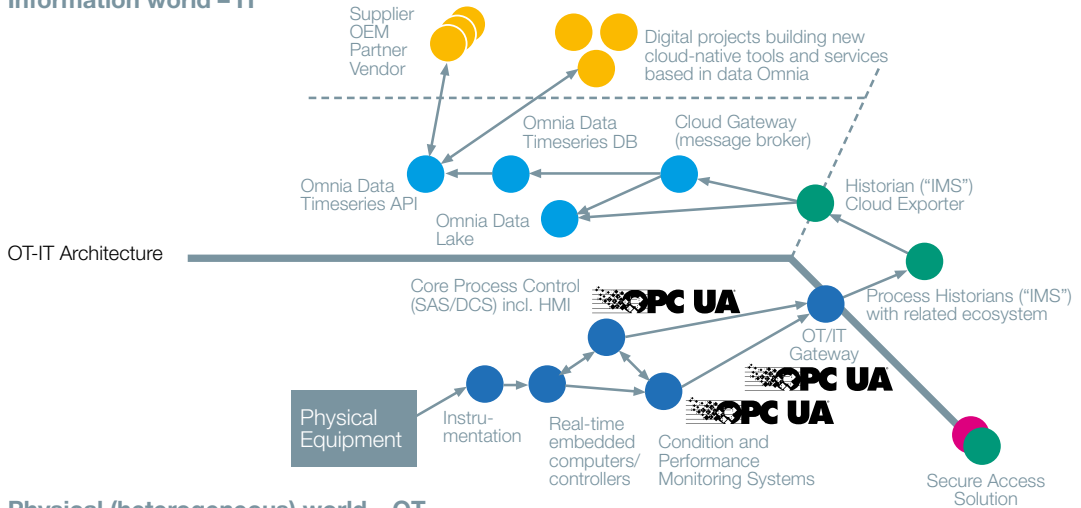 Information world – IT
Supplier
OEM
Partner
Vendor
Digital projects building new
cloud-native tools and services
based in data Omnia
Omnia Data
Timeseries DB
Cloud Gateway
(message broker)
Omnia Data
Timeseries API
Omnia Data
Lake
Historian (“IMS”)
Cloud Exporter
OT-IT Architecture
Core Process Control
(SAS/DCS) incl. HMI
OPC UA
Process Historians (“IMS”)
with related ecosystem
OT/IT
Gateway
OPC UA
OPC UA
Physical
Equipment
Instru-
mentation
Real-time
embedded
computers/
controllers
Condition and
Performance
Monitoring Systems
Secure Access
Solution
Physical (heterogeneous) world – OT